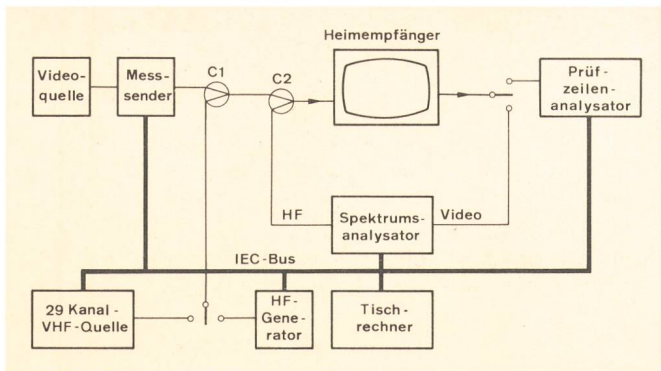 Heimempfänger
Video-
quelle
Mess-
sender
C1
C2
Prüf-
zeilen-
analysator
HF
Spektrums-
analysator
Video
IEC-Bus
29 Kanal-
VHF-Quelle
HF-
Gene-
rator
Tisch-
rechner